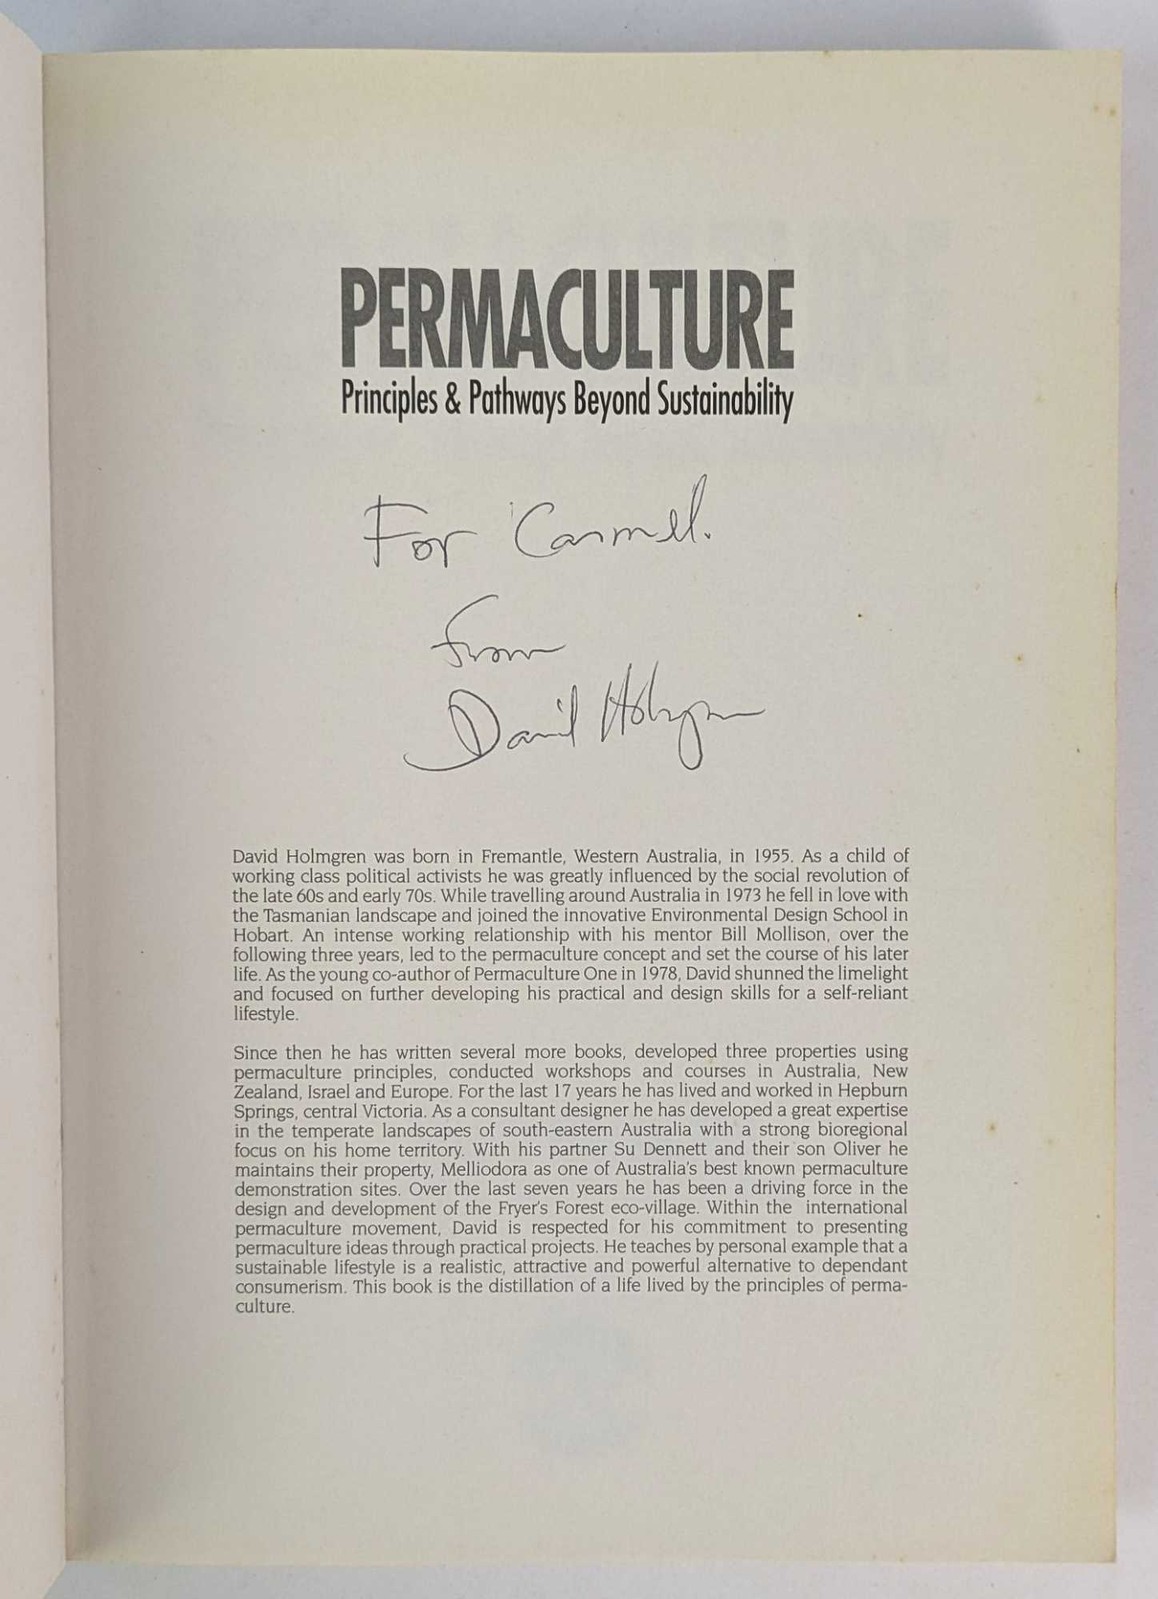 PERMACULTURE
Principles & Pathways Beyond Sustainability
For Carmel.
from
David Holmgren
David Holmgren was born in Fremantle, Western Australia, in 1955. As a child of
working class political activists he was greatly influenced by the social revolution of
the late 60s and early 70s. While travelling around Australia in 1973 he fell in love with
the Tasmanian landscape and joined the innovative Environmental Design School in
Hobart. An intense working relationship with his mentor Bill Mollison, over the
following three years, led to the permaculture concept and set the course of his later
life. As the young co-author of Permaculture One in 1978, David shunned the limelight
and focused on further developing his practical and design skills for a self-reliant
lifestyle.
Since then he has written several more books, developed three properties using
permaculture principles, conducted workshops and courses in Australia, New
Zealand, Israel and Europe. For the last 17 years he has lived and worked in Hepburn
Springs, central Victoria. As a consultant designer he has developed a great expertise
in the temperate landscapes of south-eastern Australia with a strong bioregional
focus on his home territory. With his partner Su Dennett and their son Oliver he
maintains their property, Melliodora as one of Australia's best known permaculture
demonstration sites. Over the last seven years he has been a driving force in the
design and development of the Fryer's Forest eco-village. Within the international
permaculture movement, David is respected for his commitment to presenting
permaculture ideas through practical projects. He teaches by personal example that a
sustainable lifestyle is a realistic, attractive and powerful alternative to dependant
consumerism. This book is the distillation of a life lived by the principles of perma-
culture.